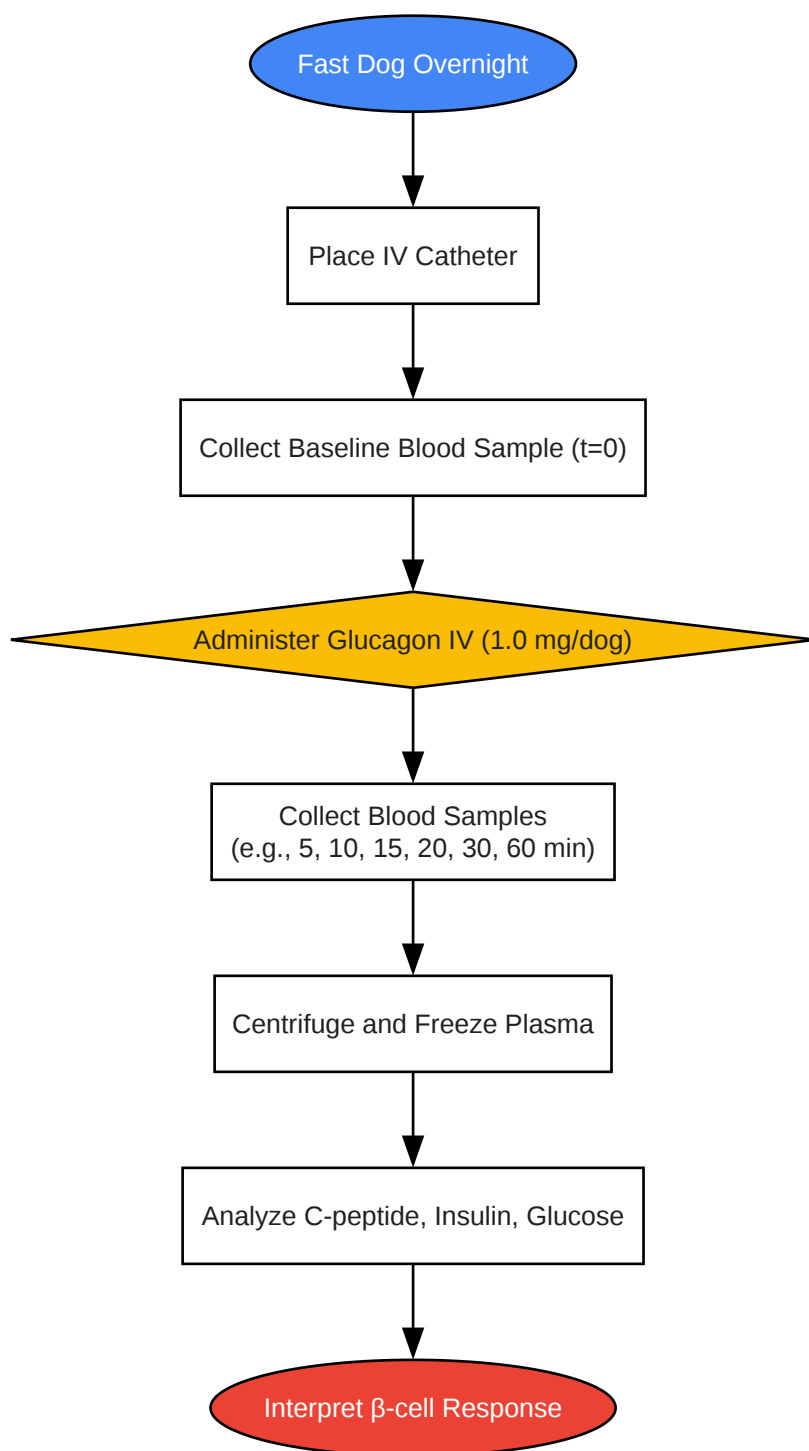 Fast Dog Overnight
Place IV Catheter
Collect Baseline Blood Sample (t=0)
Administer Glucagon IV (1.0 mg/dog)
Collect Blood Samples
(e.g., 5, 10, 15, 20, 30, 60 min)
Centrifuge and Freeze Plasma
Analyze C-peptide, Insulin, Glucose
Interpret β-cell Response